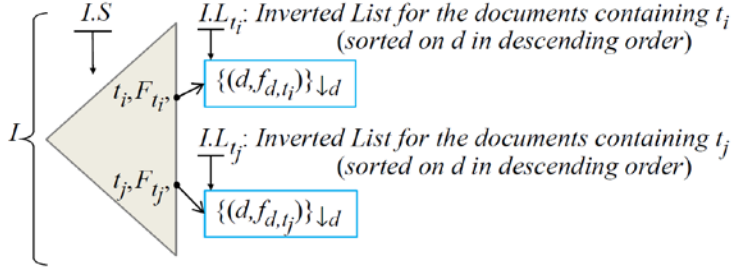 I.S
I.L_{t_i}: Inverted List for the documents containing t_i
(sorted on d in descending order)
t_i, F_{t_i},
{(d, f_{d,t_i})}↓d
I
I.L_{t_j}: Inverted List for the documents containing t_j
(sorted on d in descending order)
t_j, F_{t_j},
{(d, f_{d,t_j})}↓d